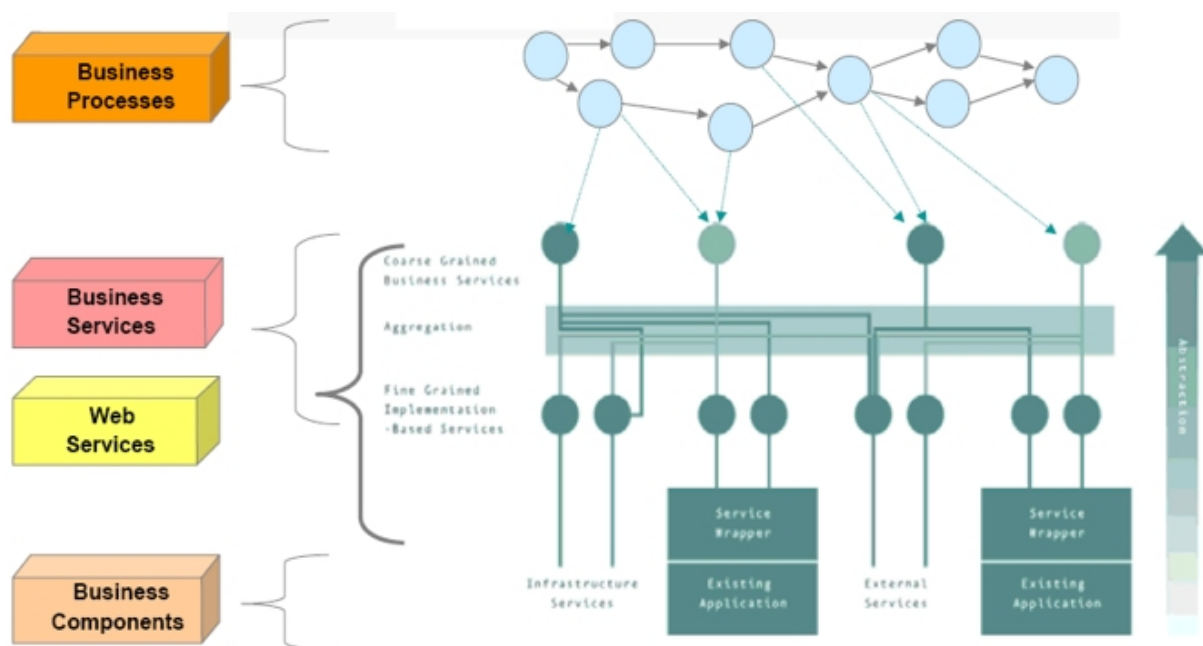 Business
Processes
Business
Services
Web
Services
Business
Components
Coarse Grained
Business Services
Aggregation
Fine Grained
Implementation
-Based Services
Service
Wrapper
Service
Wrapper
Infrastructure
Services
Existing
Application
External
Services
Existing
Application
Abstraction